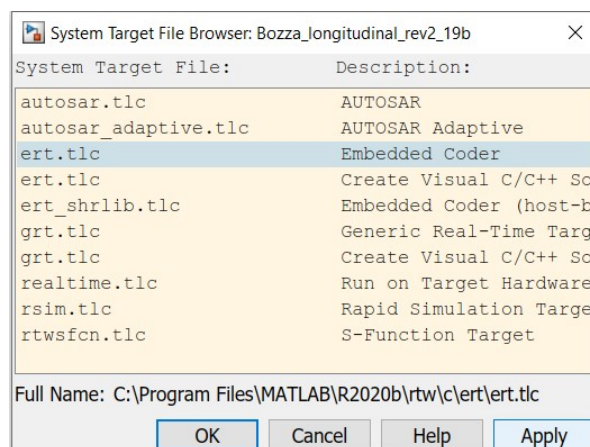 System Target File Browser: Bozza_longitudinal_rev2_19b
System Target File: Description:
autosar.tlc AUTOSAR
autosar_adaptive.tlc AUTOSAR Adaptive
ert.tlc Embedded Coder
ert.tlc Create Visual C/C++ So
ert_shrlib.tlc Embedded Coder (host-b
grt.tlc Generic Real-Time Targ
grt.tlc Create Visual C/C++ So
realtime.tlc Run on Target Hardware
rsim.tlc Rapid Simulation Targe
rtwsfcn.tlc S-Function Target
Full Name: C:\Program Files\MATLAB\R2020b\rtw\c\ert\ert.tlc
OK Cancel Help Apply